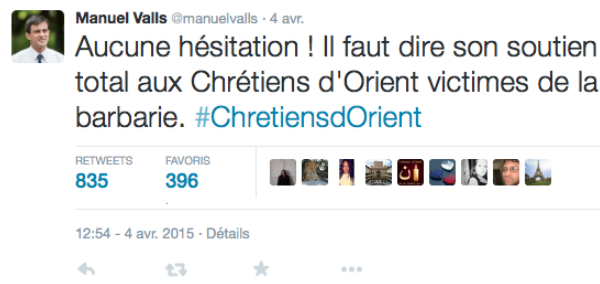 Manuel Valls @manuelvalls · 4 avr.
Aucune hésitation ! Il faut dire son soutien
total aux Chrétiens d'Orient victimes de la
barbarie. #ChretiensdOrient
RETWEETS FAVORIS
835 396
12:54 - 4 avr. 2015 · Détails